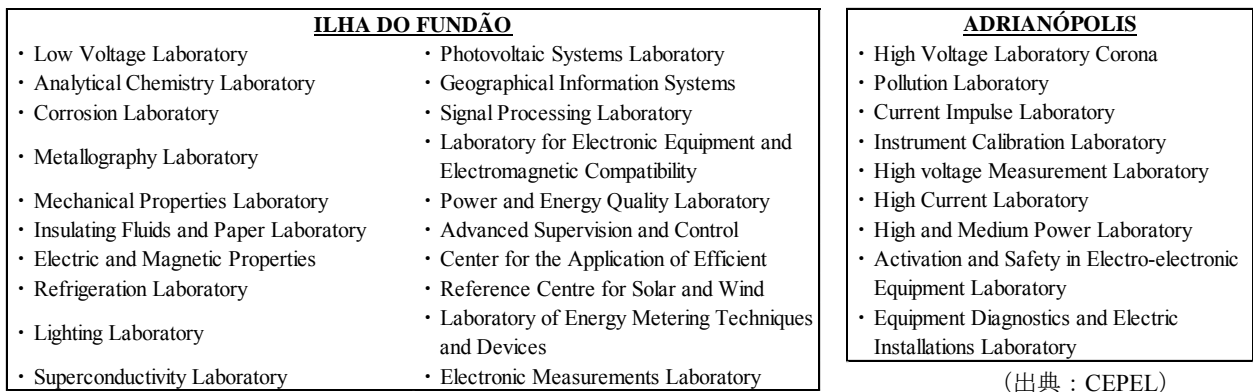 ILHA DO FUNDÃO
・Low Voltage Laboratory
・Analytical Chemistry Laboratory
・Corrosion Laboratory
・Metallography Laboratory
・Mechanical Properties Laboratory
・Insulating Fluids and Paper Laboratory
・Electric and Magnetic Properties
・Refrigeration Laboratory
・Lighting Laboratory
・Superconductivity Laboratory
・Photovoltaic Systems Laboratory
・Geographical Information Systems
・Signal Processing Laboratory
・Laboratory for Electronic Equipment and
Electromagnetic Compatibility
・Power and Energy Quality Laboratory
・Advanced Supervision and Control
・Center for the Application of Efficient
・Reference Centre for Solar and Wind
・Laboratory of Energy Metering Techniques
and Devices
・Electronic Measurements Laboratory
ADRIANÓPOLIS
・High Voltage Laboratory Corona
・Pollution Laboratory
・Current Impulse Laboratory
・Instrument Calibration Laboratory
・High voltage Measurement Laboratory
・High Current Laboratory
・High and Medium Power Laboratory
・Activation and Safety in Electro-electronic
Equipment Laboratory
・Equipment Diagnostics and Electric
Installations Laboratory
（出典：CEPEL）